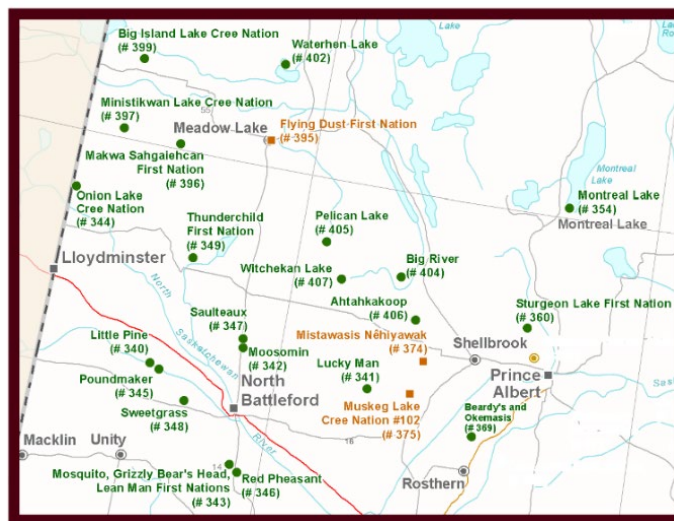 Big Island Lake Cree Nation
(# 399)
Waterhen Lake
(# 402)
Lake
Ministikwan Lake Cree Nation
(# 397)
55
Meadow Lake
Flying Dust First Nation
(# 395)
Makwa Sahgaiehcan
First Nation
(# 396)
Montreal
Lake
Onion Lake
Cree Nation
(# 344)
Thunderchild
First Nation
(# 349)
Pelican Lake
(# 405)
Montreal Lake
(# 354)
Montreal Lake
Lloydminster
Witchekan Lake
(# 407)
Big River
(# 404)
North
Saskatchewan
River
Saulteaux
(# 347)
Ahtahkakoop
(# 406)
Sturgeon Lake First Nation
(# 360)
Little Pine
(# 340)
Moosomin
(# 342)
Mistawasis Nêhiyawak
(# 374)
Shellbrook
Poundmaker
(# 345)
Lucky Man
(# 341)
Prince
Albert
Sweetgrass
(# 348)
North
Battleford
Muskeg Lake
Cree Nation #102
(# 375)
Beardy's and
Okemasis
(# 369)
Macklin
Unity
16
14
Mosquito, Grizzly Bear's Head,
Lean Man First Nations
(# 343)
Red Pheasant
(# 346)
Rosthern